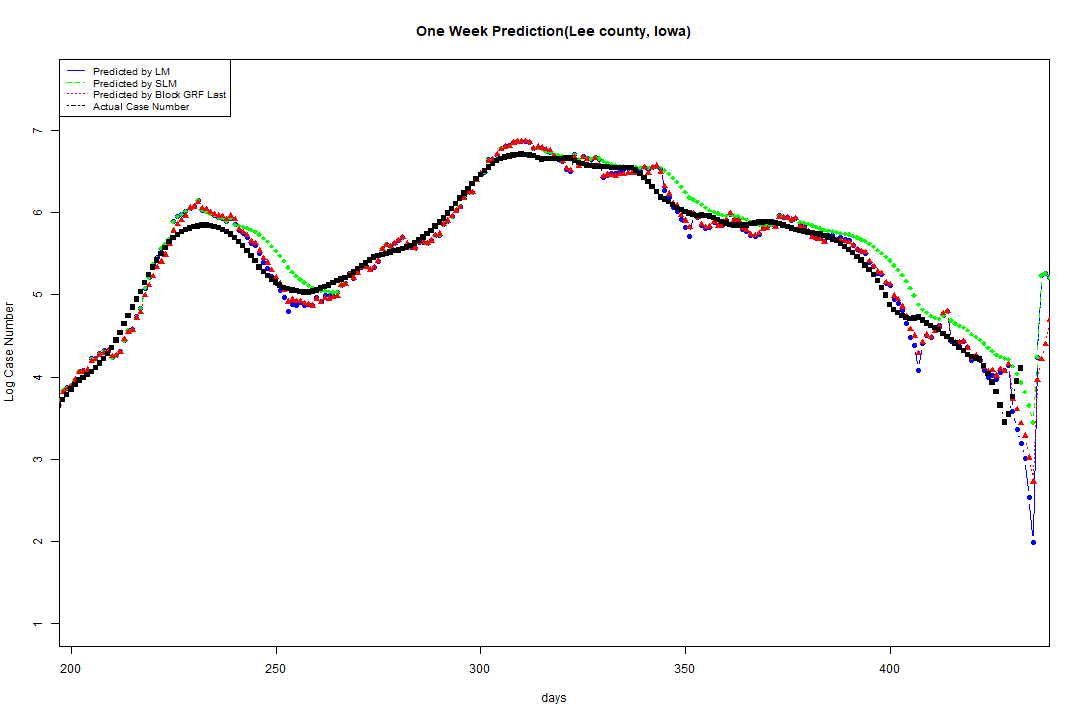 One Week Prediction(Lee county, Iowa)
Predicted by LM
Predicted by SLM
Predicted by Block GRF Last
Actual Case Number
7
6
5
4
3
2
1
Log Case Number
200 250 300 350 400
days